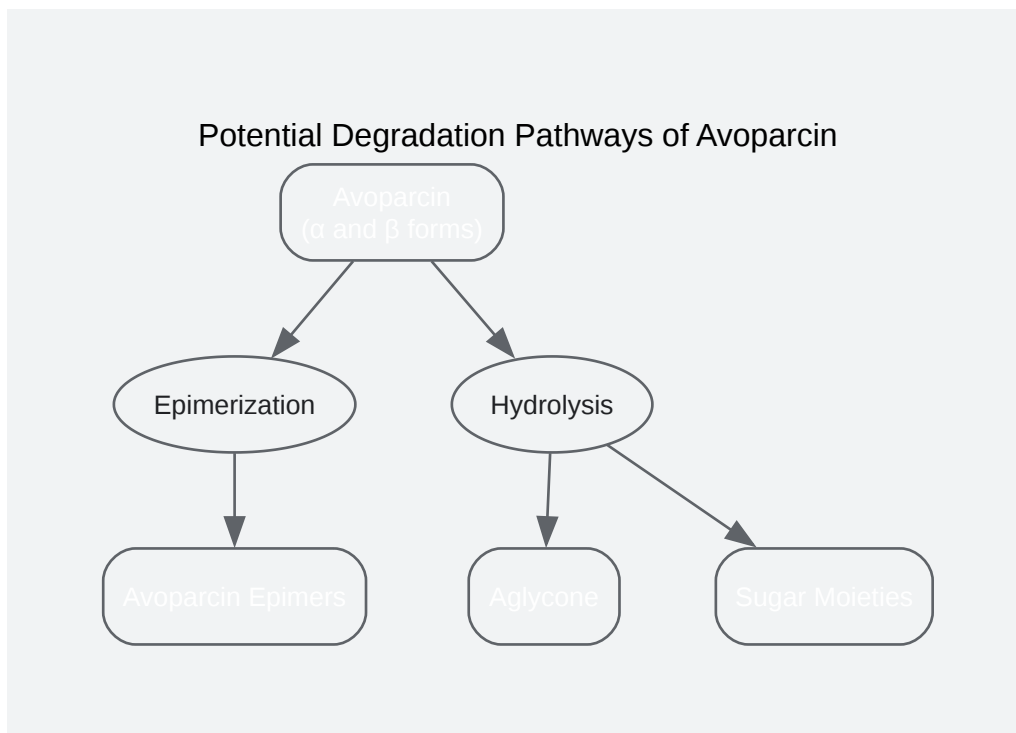 Potential Degradation Pathways of Avoparcin
Avoparcin
(α and β forms)
Epimerization
Hydrolysis
Avoparcin Epimers
Aglycone
Sugar Moieties